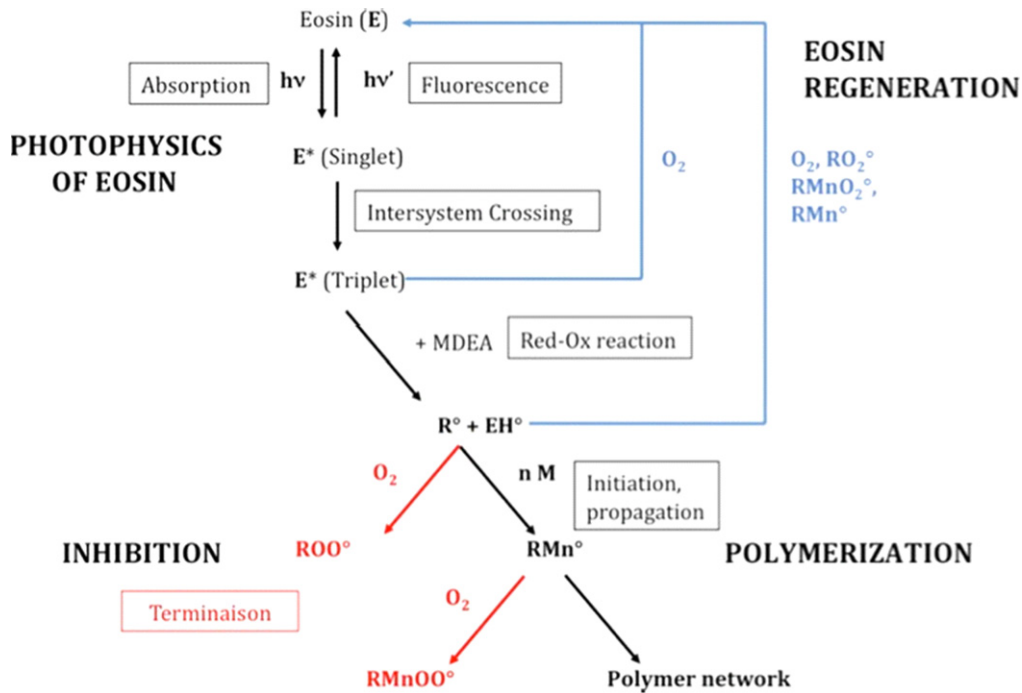 Eosin (E)
EOSIN
REGENERATION
Absorption
hν
hν'
Fluorescence
PHOTOPHYSICS
OF EOSIN
E* (Singlet)
O₂
O₂, RO₂°
RMnO₂°,
RMn°
Intersystem Crossing
E* (Triplet)
+ MDEA
Red-Ox reaction
R° + EH°
O₂
n M
Initiation,
propagation
INHIBITION
ROO°
RMn°
POLYMERIZATION
Terminaison
O₂
RMnOO°
Polymer network